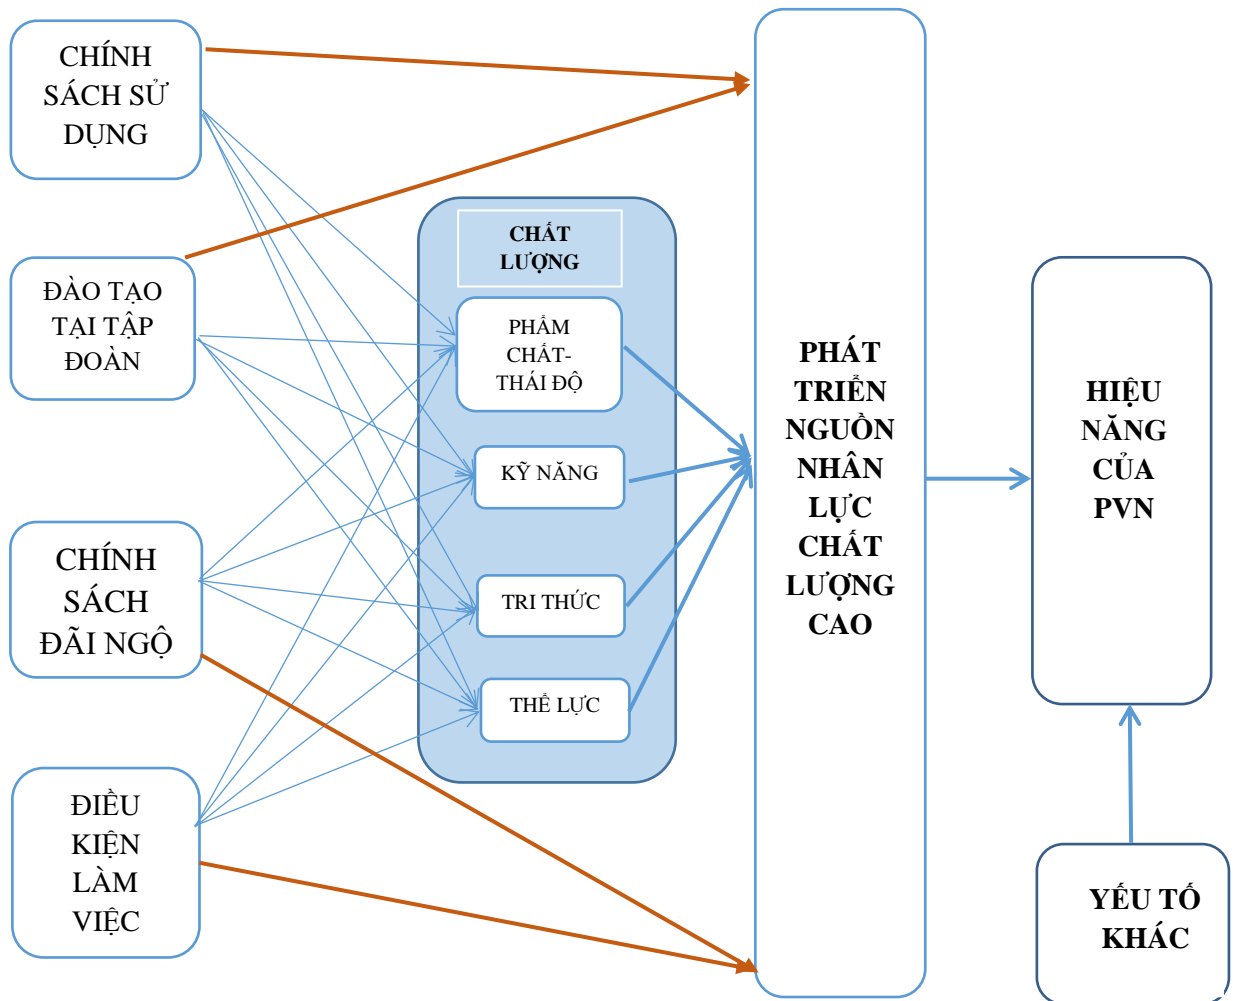 CHÍNH
SÁCH SỬ
DỤNG
ĐÀO TẠO
TẠI TẬP
ĐOÀN
CHÍNH
SÁCH
ĐÃI NGỘ
ĐIỀU
KIỆN
LÀM
VIỆC
CHẤT
LƯỢNG
PHẨM
CHẤT-
THÁI ĐỘ
KỸ NĂNG
TRI THỨC
THỂ LỰC
PHÁT
TRIỂN
NGUỒN
NHÂN
LỰC
CHẤT
LƯỢNG
CAO
HIỆU
NĂNG
CỦA
PVN
YẾU TỐ
KHÁC